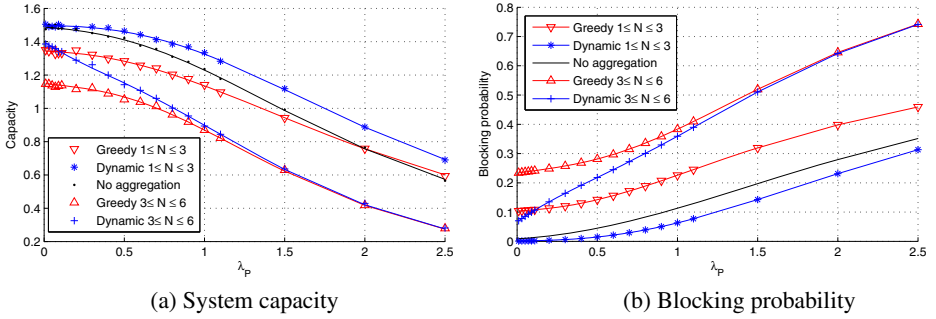 1.6
1.4
1.2
1
0.8
0.6
0.4
0.2
Capacity
Greedy 1≤ N ≤ 3
Dynamic 1≤ N ≤ 3
No aggregation
Greedy 3≤ N ≤ 6
Dynamic 3≤ N ≤ 6
0 0.5 1 1.5 2 2.5
λP
(a) System capacity
0.8
0.7
0.6
0.5
0.4
0.3
0.2
0.1
0
Blocking probability
Greedy 1≤ N ≤ 3
Dynamic 1≤ N ≤ 3
No aggregation
Greedy 3≤ N ≤ 6
Dynamic 3≤ N ≤ 6
0 0.5 1 1.5 2 2.5
λP
(b) Blocking probability